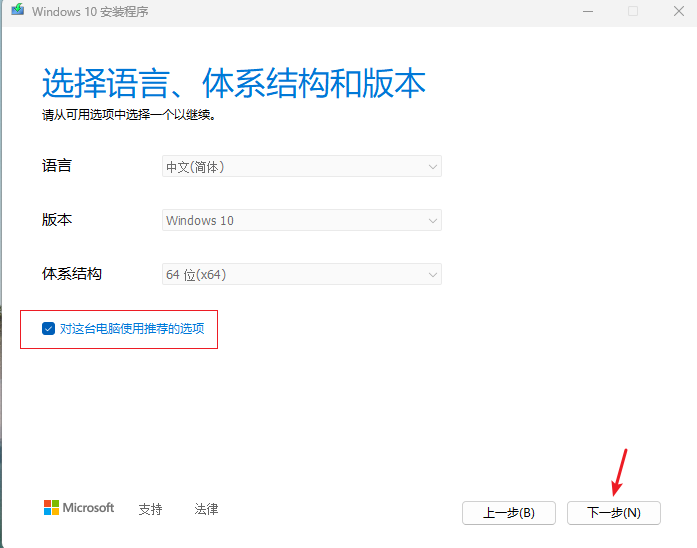 Windows 10 安装程序
选择语言、体系结构和版本
请从可用选项中选择一个以继续。
语言 中文(简体)
版本 Windows 10
体系结构 64 位(x64)
对这台电脑使用推荐的选项
Microsoft 支持 法律 上一步(B) 下一步(N)